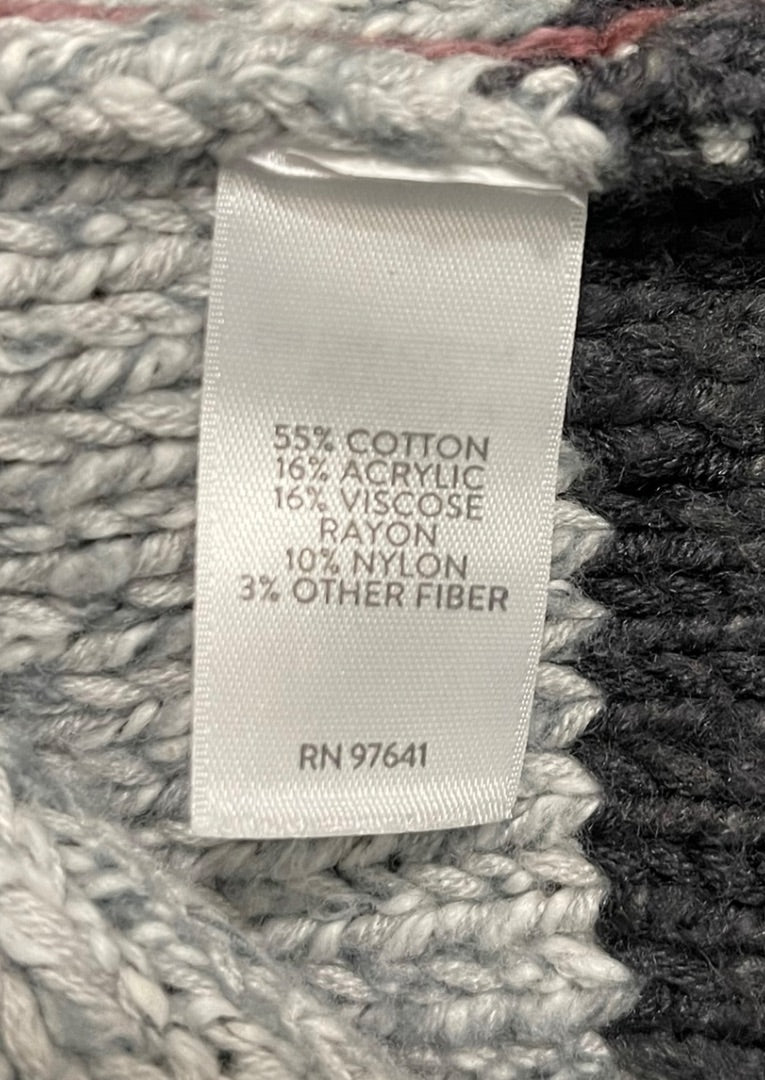 55% COTTON
16% ACRYLIC
16% VISCOSE
RAYON
10% NYLON
3% OTHER FIBER
RN 97641